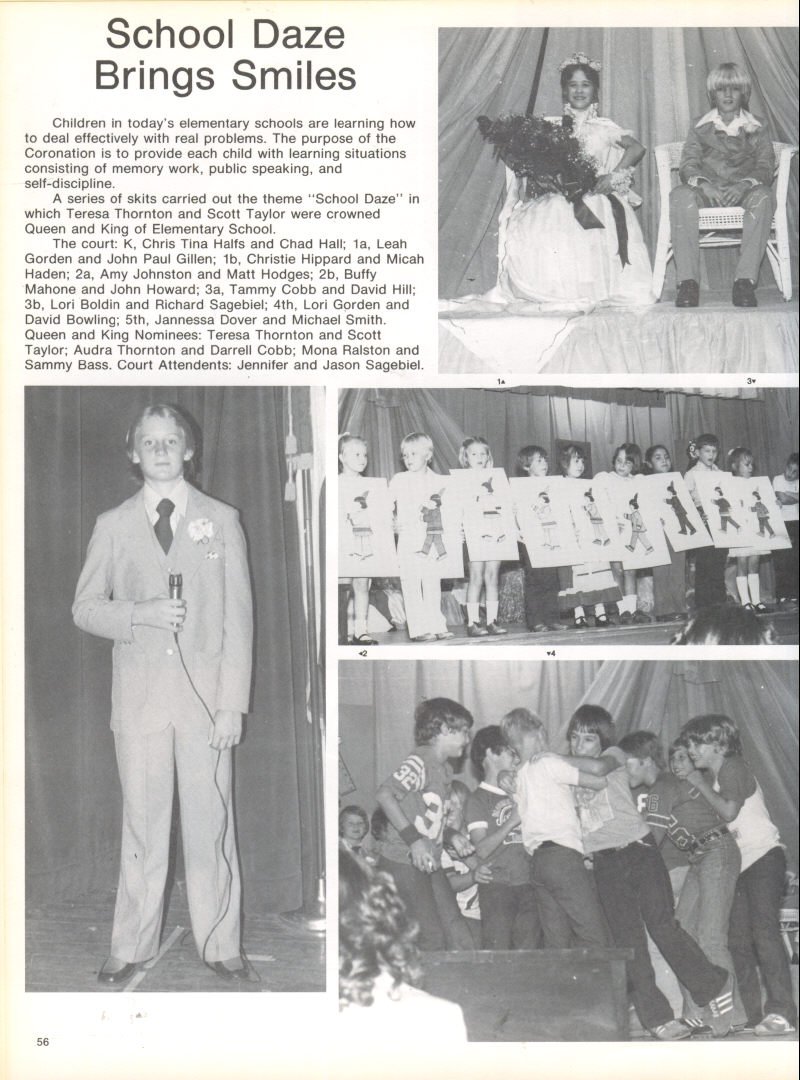 School Daze
Brings Smiles
Children in today's elementary schools are learning how
to deal effectively with real problems. The purpose of the
Coronation is to provide each child with learning situations
consisting of memory work, public speaking, and
self-discipline.
A series of skits carried out the theme "School Daze" in
which Teresa Thornton and Scott Taylor were crowned
Queen and King of Elementary School.
The court: K, Chris Tina Halfs and Chad Hall; 1a, Leah
Gorden and John Paul Gillen; 1b, Christie Hippard and Micah
Haden; 2a, Amy Johnston and Matt Hodges; 2b, Buffy
Mahone and John Howard; 3a, Tammy Cobb and David Hill;
3b, Lori Boldin and Richard Sagebiel; 4th, Lori Gorden and
David Bowling; 5th, Jannessa Dover and Michael Smith.
Queen and King Nominees: Teresa Thornton and Scott
Taylor; Audra Thornton and Darrell Cobb; Mona Ralston and
Sammy Bass. Court Attendents: Jennifer and Jason Sagebiel.
1▲ 3▼
◄2 ▼4
32
3
56